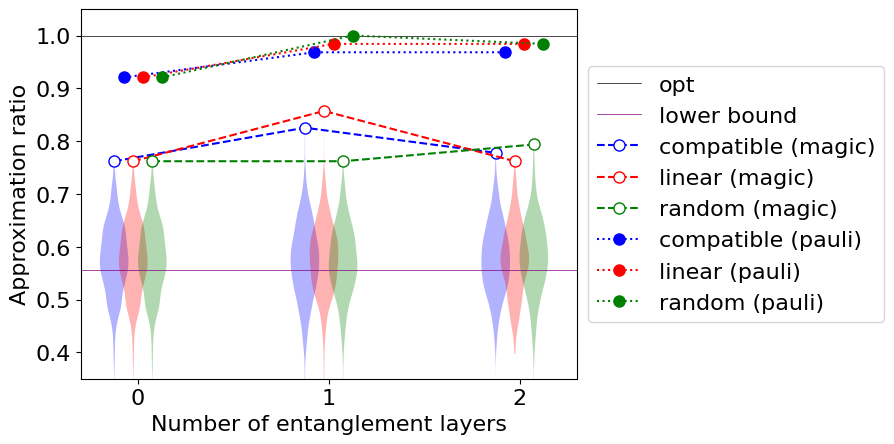 1.0
0.9
0.8
0.7
0.6
0.5
0.4
Approximation ratio
0 1 2
Number of entanglement layers
opt
lower bound
compatible (magic)
linear (magic)
random (magic)
compatible (pauli)
linear (pauli)
random (pauli)